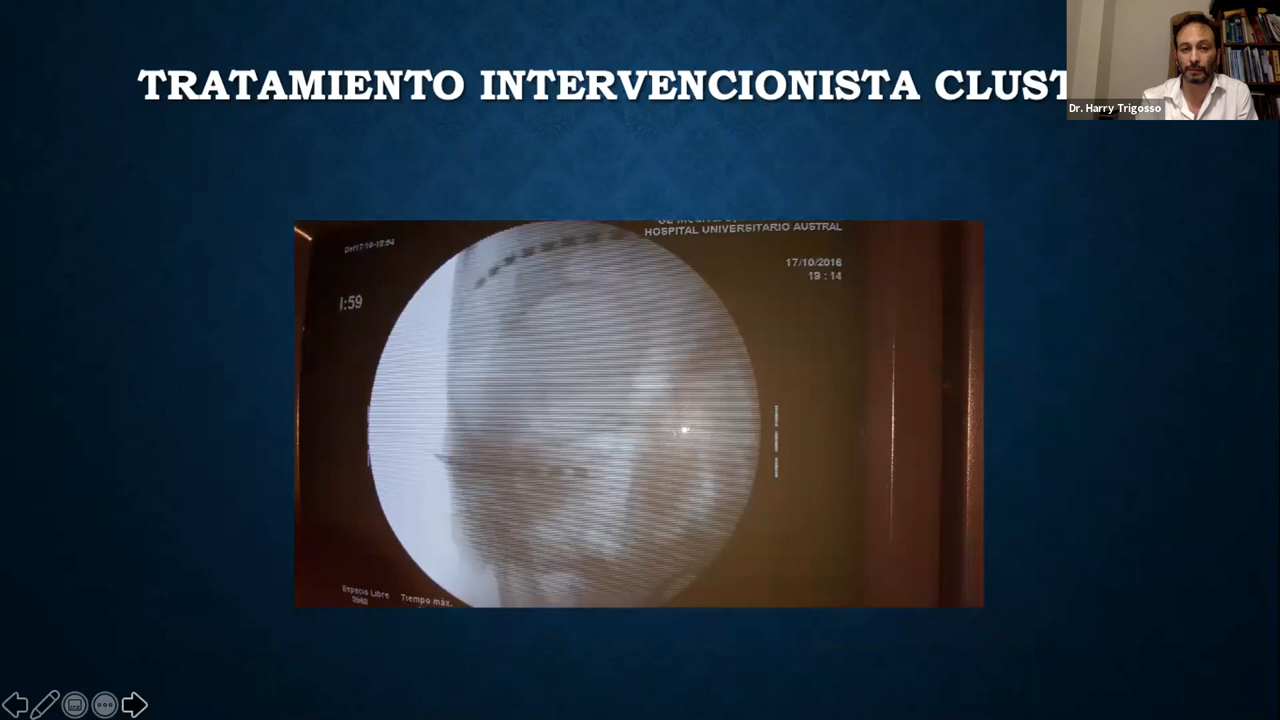 TRATAMIENTO INTERVENCIONISTA CLUST
Dr. Harry Trigosso
HOSPITAL UNIVERSITARIO AUSTRAL
17/10/2016
19 : 14
1:59
Espacio Libre
Tiempo máx.